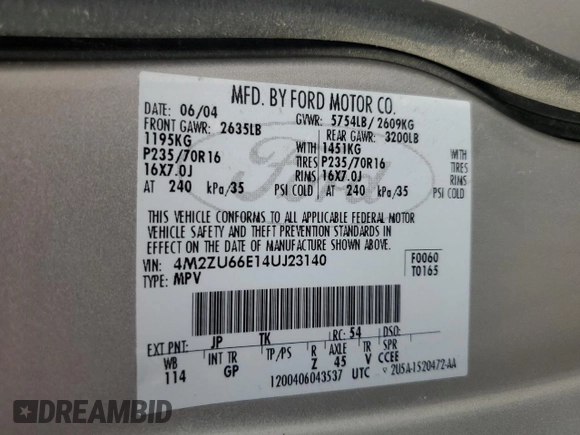 MFD. BY FORD MOTOR CO.
DATE: 06/04 GVWR: 5754LB/ 2609KG
FRONT GAWR: 2635LB REAR GAWR: 3200LB
1195KG WITH 1451KG WITH
P235/70R16 TIRES P235/70R16 TIRES
16X7.0J RIMS 16X7.0J RIMS
AT 240 kPa/35 PSI COLD AT 240 kPa/35 PSI COLD
Ford
THIS VEHICLE CONFORMS TO ALL APPLICABLE FEDERAL MOTOR
VEHICLE SAFETY AND THEFT PREVENTION STANDARDS IN
EFFECT ON THE DATE OF MANUFACTURE SHOWN ABOVE.
VIN: 4M2ZU66E14UJ23140 F0060
TYPE: MPV T0165
EXT PNT: JP TK RC: 54 DSO:
WB INT TR TP/PS R AXLE TR SPR
114 GP Z 45 V CCEE
1200406043537 UTC 2U5A-1520472-AA
DREAMBID